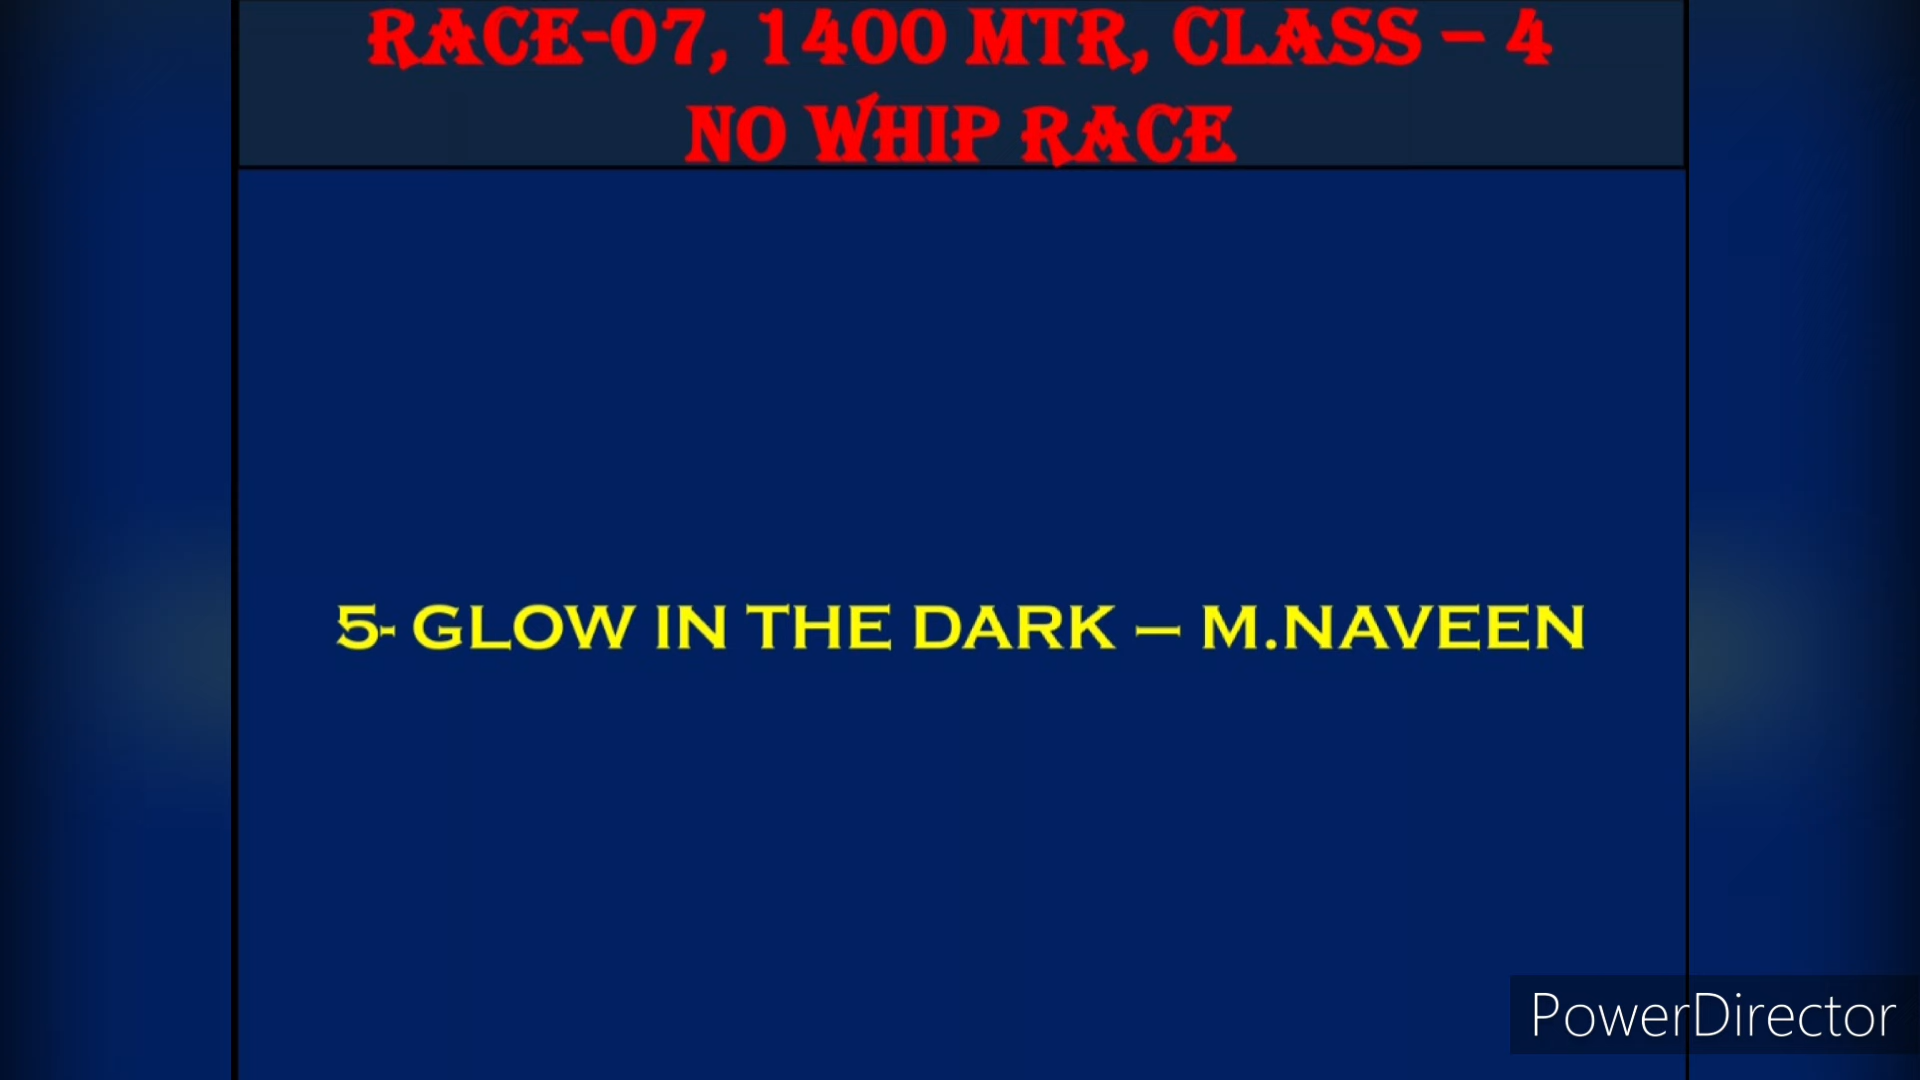 RACE-07, 1400 MTR, CLASS – 4
NO WHIP RACE
5- GLOW IN THE DARK – M.NAVEEN
PowerDirector